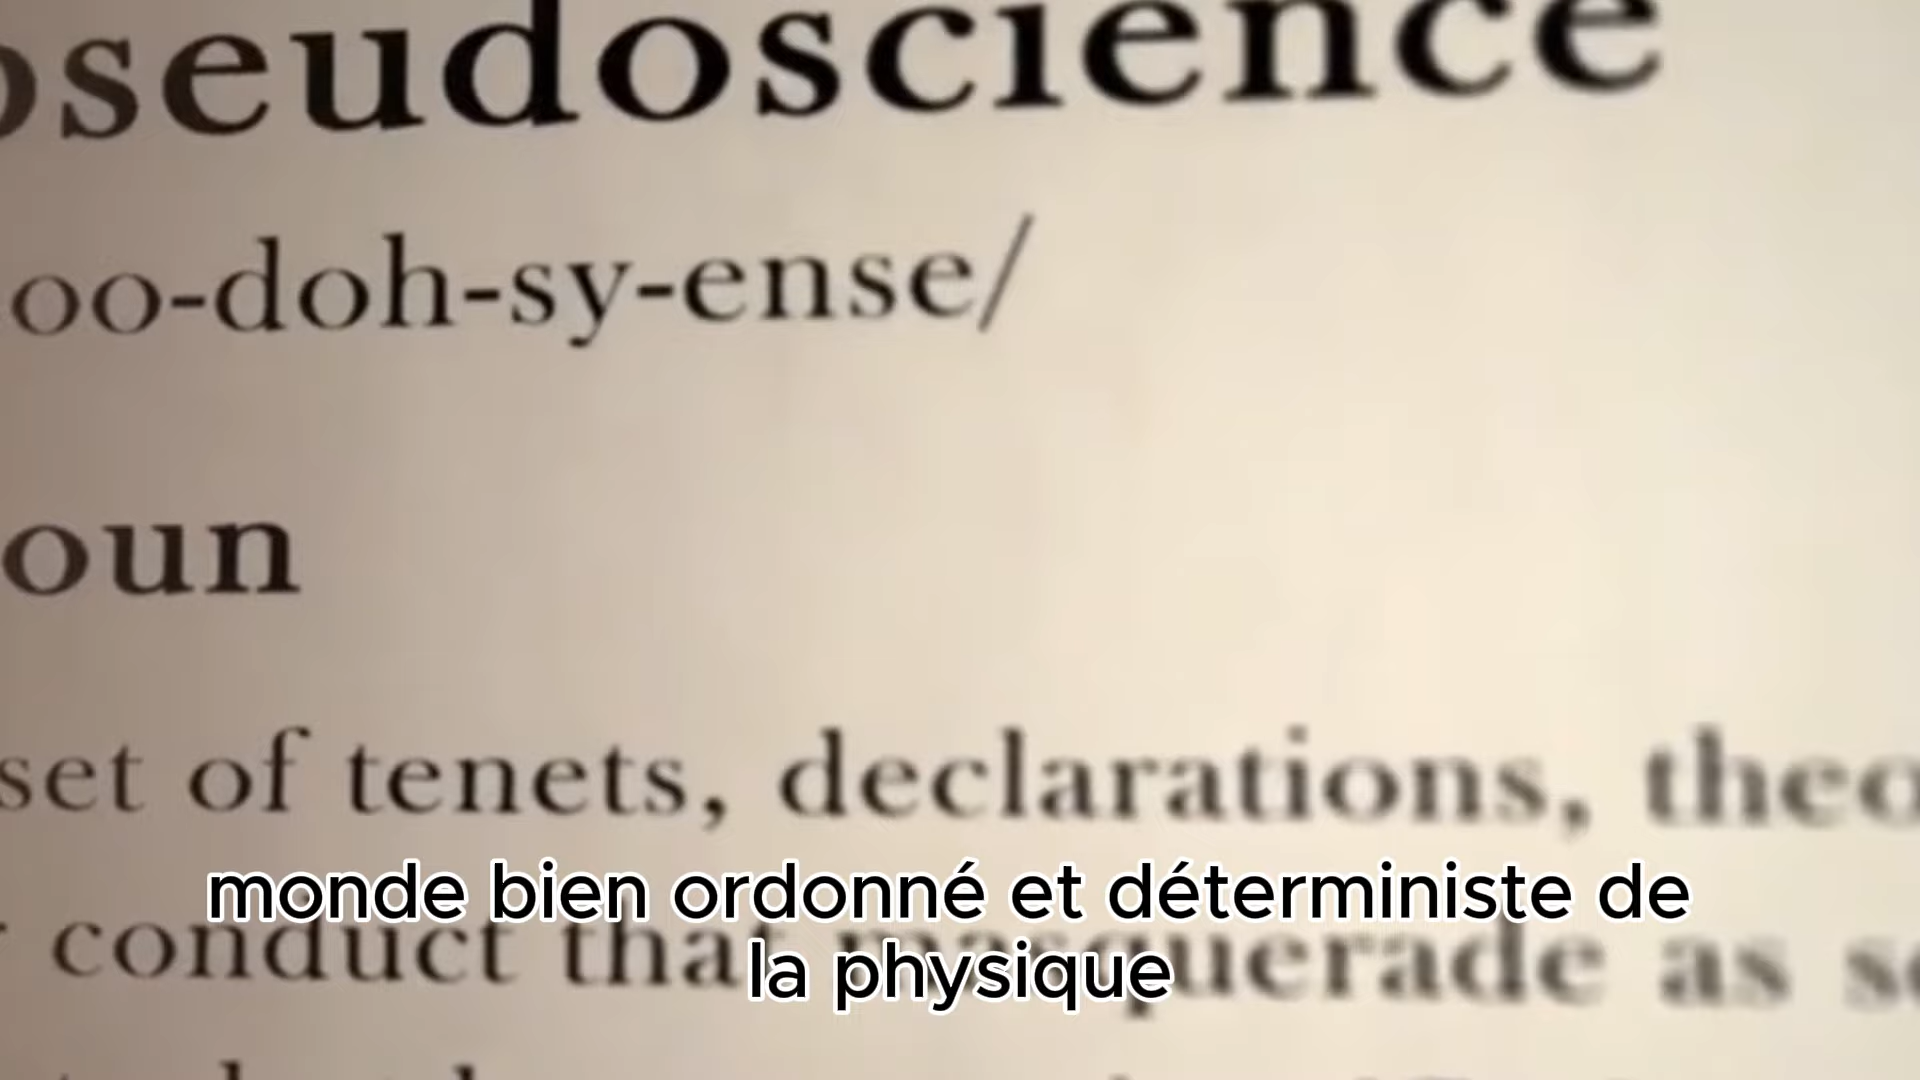 pseudoscience
oo-doh-sy-ense/
oun
set of tenets, declarations, theo
conduct that masquerade as s
monde bien ordonné et déterministe de
la physique